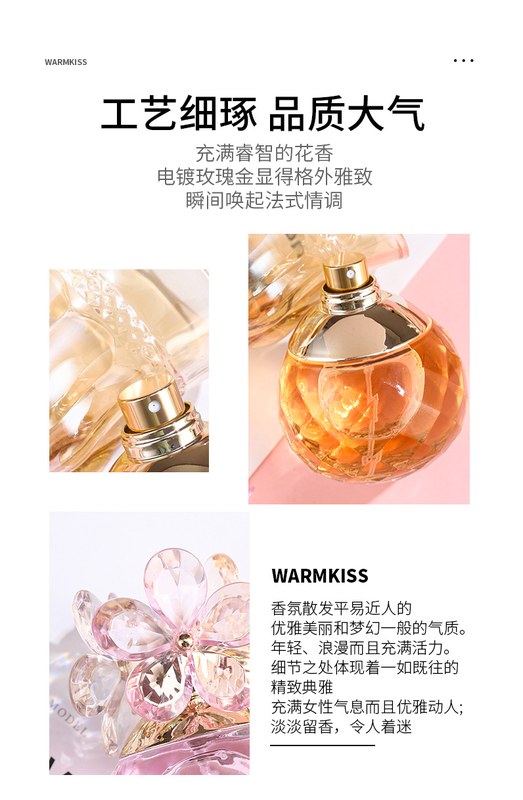 WARMKISS
工艺细琢 品质大气
充满睿智的花香
电镀玫瑰金显得格外雅致
瞬间唤起法式情调
WARMKISS
香氛散发平易近人的
优雅美丽和梦幻一般的气质。
年轻、浪漫而且充满活力。
细节之处体现着一如既往的
精致典雅
充满女性气息而且优雅动人;
淡淡留香，令人着迷
MODEL